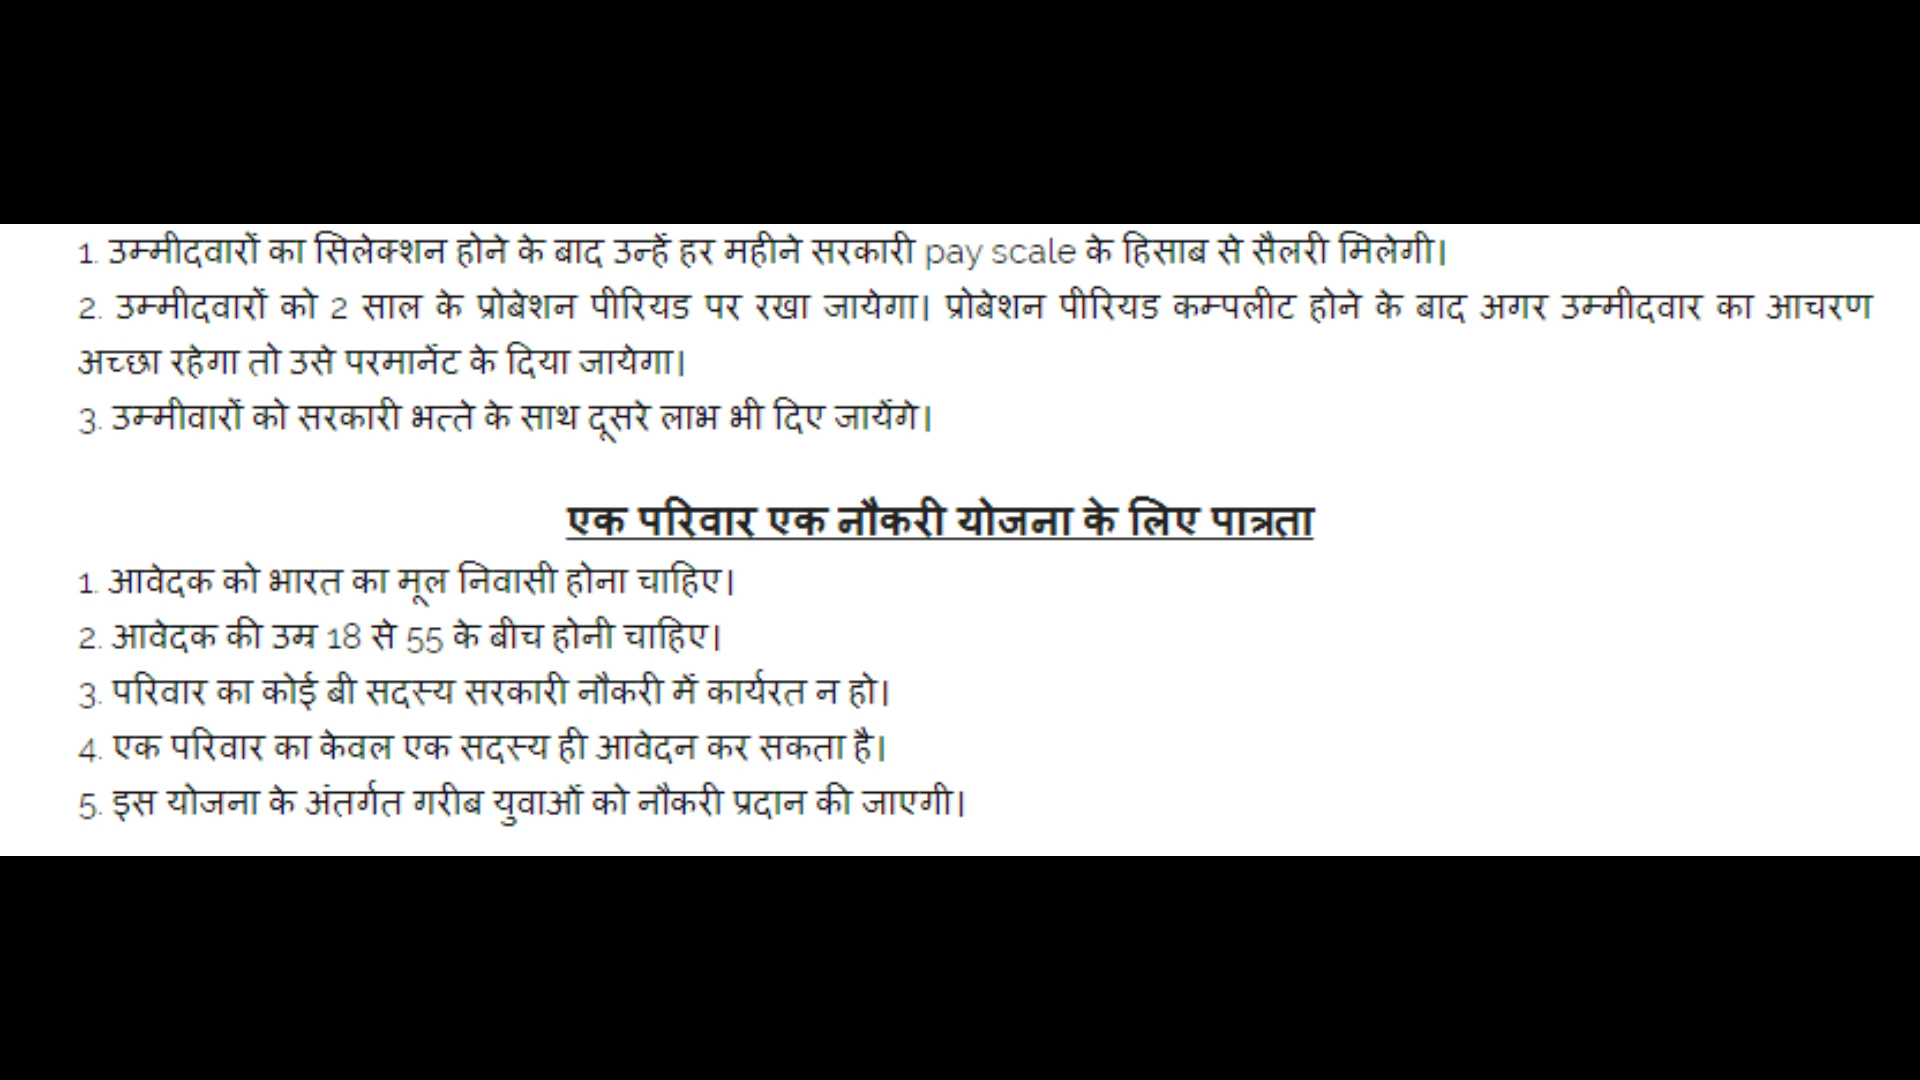 1. उम्मीदवारों का सिलेक्शन होने के बाद उन्हें हर महीने सरकारी pay scale के हिसाब से सैलरी मिलेगी।
2. उम्मीदवारों को 2 साल के प्रोबेशन पीरियड पर रखा जायेगा। प्रोबेशन पीरियड कम्पलीट होने के बाद अगर उम्मीदवार का आचरण
अच्छा रहेगा तो उसे परमानेंट के दिया जायेगा।
3. उम्मीवारों को सरकारी भत्ते के साथ दूसरे लाभ भी दिए जायेंगे।
एक परिवार एक नौकरी योजना के लिए पात्रता
1. आवेदक को भारत का मूल निवासी होना चाहिए।
2. आवेदक की उम्र 18 से 55 के बीच होनी चाहिए।
3. परिवार का कोई बी सदस्य सरकारी नौकरी में कार्यरत न हो।
4. एक परिवार का केवल एक सदस्य ही आवेदन कर सकता है।
5. इस योजना के अंतर्गत गरीब युवाओं को नौकरी प्रदान की जाएगी।